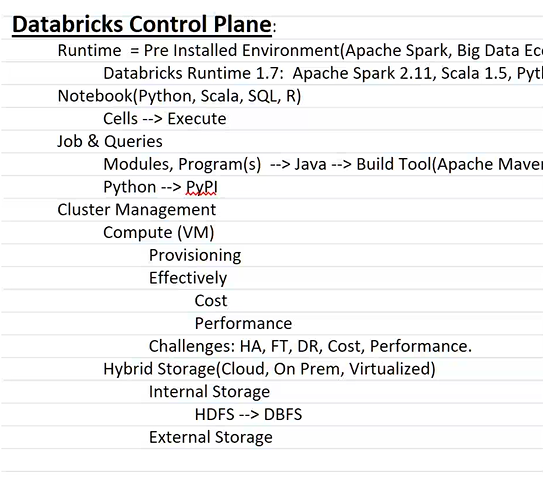 Databricks Control Plane:
Runtime = Pre Installed Environment(Apache Spark, Big Data
Databricks Runtime 1.7: Apache Spark 2.11, Scala 1.5,
Notebook(Python, Scala, SQL, R)
Cells --> Execute
Job & Queries
Modules, Program(s) --> Java --> Build Tool(Apache
Python --> PyPI
Cluster Management
Compute (VM)
Provisioning
Effectively
Cost
Performance
Challenges: HA, FT, DR, Cost, Performance.
Hybrid Storage(Cloud, On Prem, Virtualized)
Internal Storage
HDFS --> DBFS
External Storage